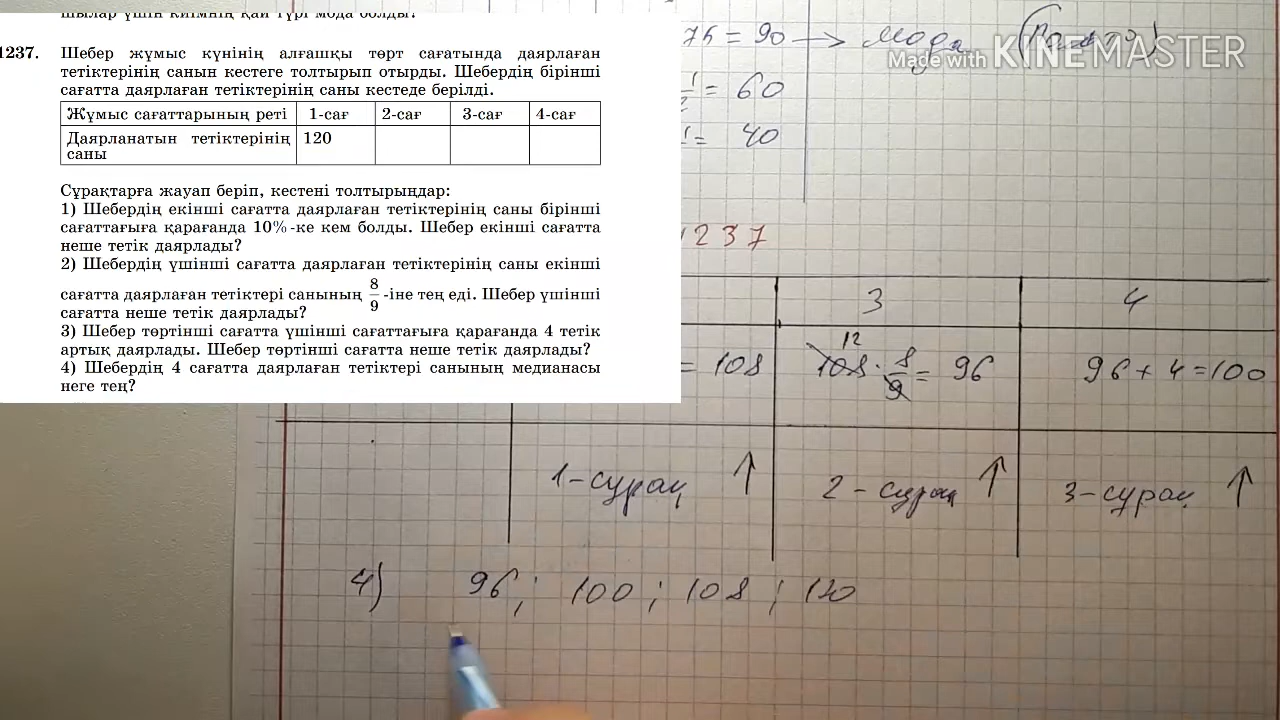 шылар үшін киімнің қай түрі мода болды?
1237. Шебер жұмыс күнінің алғашқы төрт сағатында даярлаған
тетіктерінің санын кестеге толтырып отырды. Шебердің бірінші
сағатта даярлаған тетіктерінің саны кестеде берілді.
Жұмыс сағаттарының реті 1-сағ 2-сағ 3-сағ 4-сағ
Даярланатын тетіктерінің 120
саны
Сұрақтарға жауап беріп, кестені толтырыңдар:
1) Шебердің екінші сағатта даярлаған тетіктерінің саны бірінші
сағаттағыға қарағанда 10%-ке кем болды. Шебер екінші сағатта
неше тетік даярлады?
2) Шебердің үшінші сағатта даярлаған тетіктерінің саны екінші
сағатта даярлаған тетіктері санының 8/9 -іне тең еді. Шебер үшінші
сағатта неше тетік даярлады?
3) Шебер төртінші сағатта үшінші сағаттағыға қарағанда 4 тетік
артық даярлады. Шебер төртінші сағатта неше тетік даярлады?
4) Шебердің 4 сағатта даярлаған тетіктері санының медианасы
неге тең?
= 90 → Мода
Made with KINEMASTER
= 60
= 40
1237
3 4
= 108 12 108 · 8/9 = 96 96 + 4 = 100
1-сұрақ ↑ 2-сұрақ ↑ 3-сұрақ ↑
4) 96; 100; 108; 120